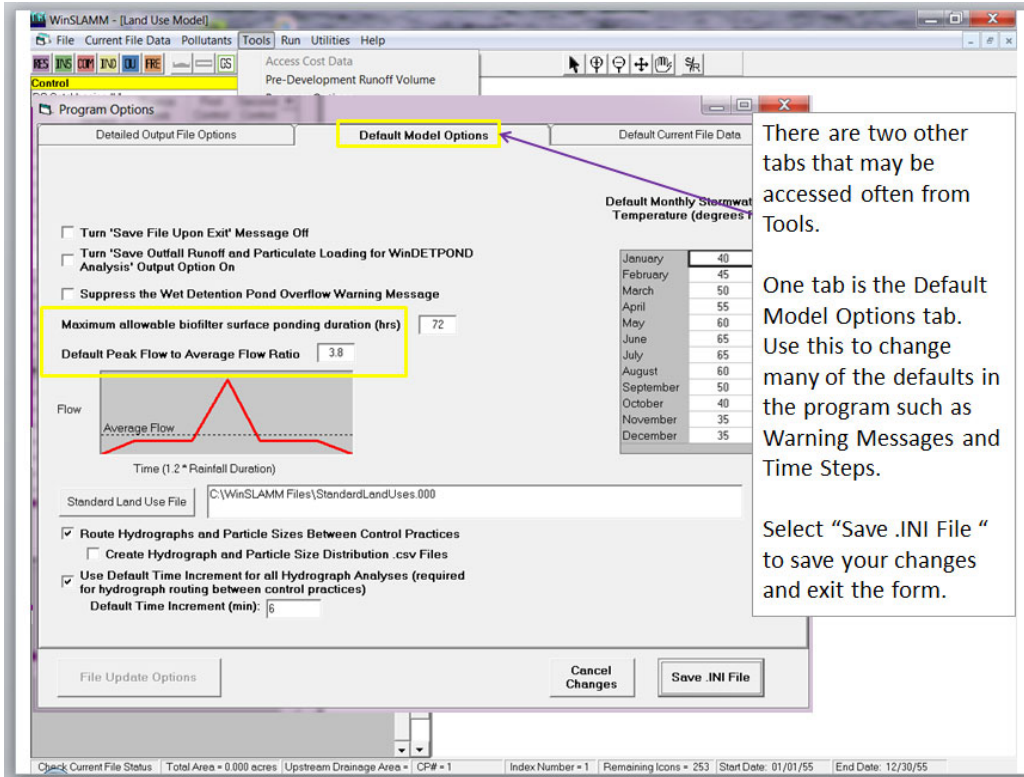 WinSLAMM - [Land Use Model]
File Current File Data Pollutants Tools Run Utilities Help
RES INS COM IND OU FRE GS
Access Cost Data
Pre-Development Runoff Volume
Control
Program Options
Detailed Output File Options
Default Model Options
Default Current File Data
There are two other
tabs that may be
accessed often from
Tools.
One tab is the Default
Model Options tab.
Use this to change
many of the defaults in
the program such as
Warning Messages and
Time Steps.
Select “Save .INI File “
to save your changes
and exit the form.
Turn 'Save File Upon Exit' Message Off
Turn 'Save Outfall Runoff and Particulate Loading for WinDETPOND
Analysis' Output Option On
Suppress the Wet Detention Pond Overflow Warning Message
Maximum allowable biofilter surface ponding duration (hrs) 72
Default Peak Flow to Average Flow Ratio 3.8
Flow
Average Flow
Time (1.2 * Rainfall Duration)
Default Monthly
Temperature (degrees
January 40
February 45
March 50
April 55
May 60
June 65
July 65
August 60
September 50
October 40
November 35
December 35
Standard Land Use File
C:\WinSLAMM Files\StandardLandUses.000
Route Hydrographs and Particle Sizes Between Control Practices
Create Hydrograph and Particle Size Distribution .csv Files
Use Default Time Increment for all Hydrograph Analyses (required
for hydrograph routing between control practices)
Default Time Increment (min): 6
File Update Options
Cancel
Changes
Save .INI File
Check Current File Status Total Area = 0.000 acres Upstream Drainage Area = CP# = 1 Index Number = 1 Remaining Icons = 253 Start Date: 01/01/55 End Date: 12/30/55